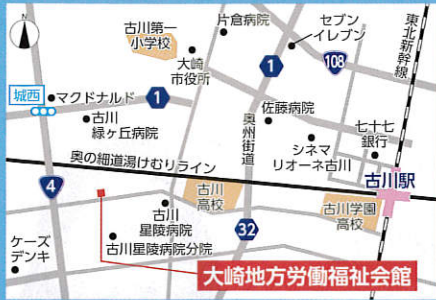 N
古川第一
小学校
片倉病院
セブン
イレブン
東北新幹線
大崎
市役所
108
1
城西
マクドナルド
1
古川
緑ヶ丘病院
佐藤病院
奥州街道
七十七
銀行
シネマ
リオーネ古川
奥の細道湯けむりライン
古川駅
4
古川
高校
古川学園
高校
古川
星陵病院
32
古川星陵病院分院
ケーズ
デンキ
大崎地方労働福祉会館